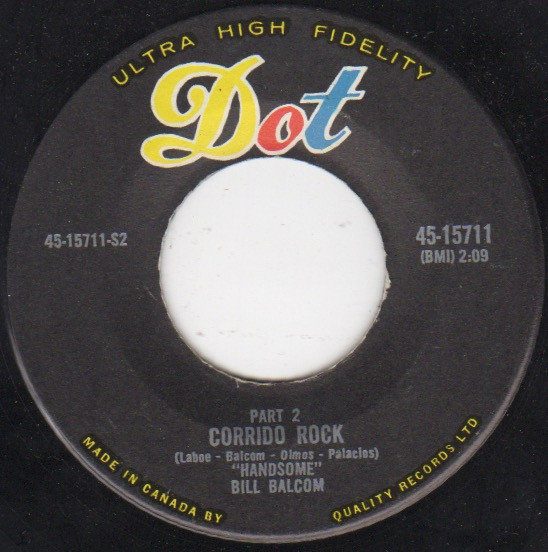 ULTRA HIGH FIDELITY
Dot
45-15711-S2
45-15711
(BMI) 2:09
PART 2
CORRIDO ROCK
(Laboe - Balcom - Olmos - Palacios)
"HANDSOME"
BILL BALCOM
MADE IN CANADA BY QUALITY RECORDS LTD